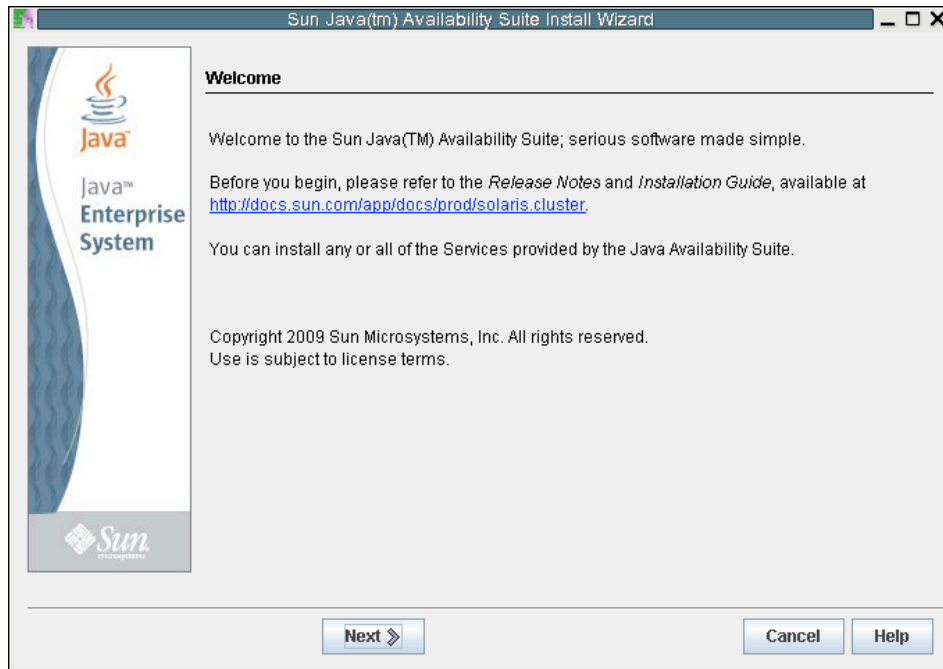 Sun Java(tm) Availability Suite Install Wizard
Java™
Java™
Enterprise
System
Sun
microsystems
Welcome
Welcome to the Sun Java(TM) Availability Suite; serious software made simple.
Before you begin, please refer to the Release Notes and Installation Guide, available at
http://docs.sun.com/app/docs/prod/solaris.cluster.
You can install any or all of the Services provided by the Java Availability Suite.
Copyright 2009 Sun Microsystems, Inc. All rights reserved.
Use is subject to license terms.
Next
Cancel
Help